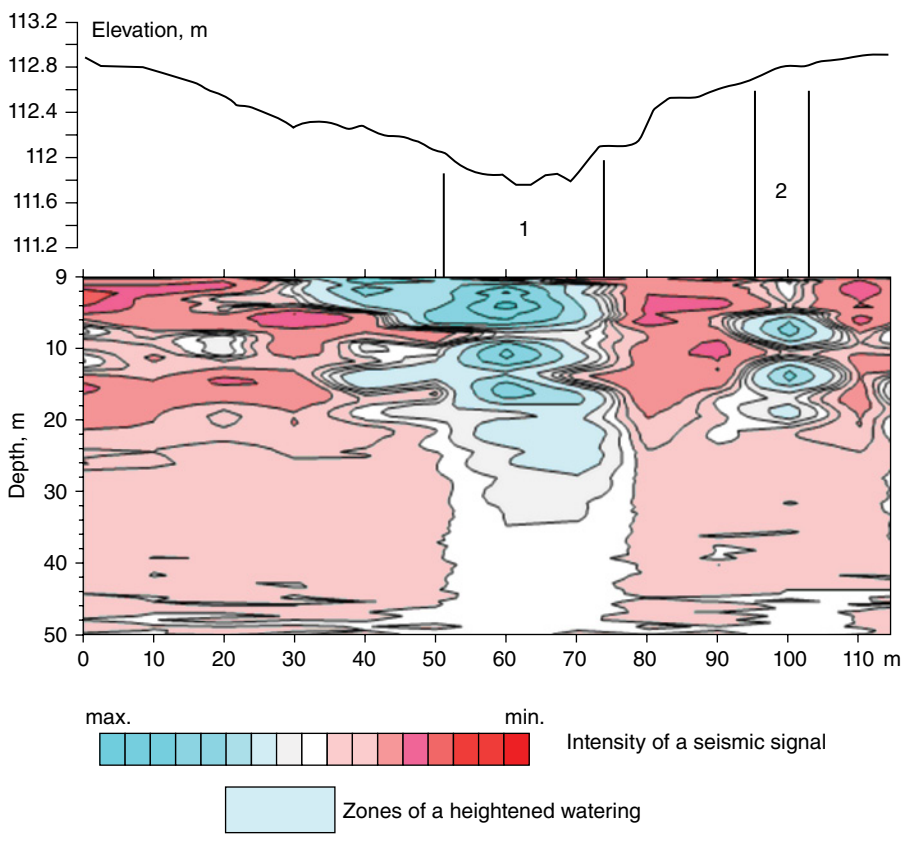 113.2
Elevation, m
112.8
112.4
112
111.6
111.2
1
2
9
10
20
30
40
50
Depth, m
0 10 20 30 40 50 60 70 80 90 100 110 m
max. min.
Intensity of a seismic signal
Zones of a heightened watering